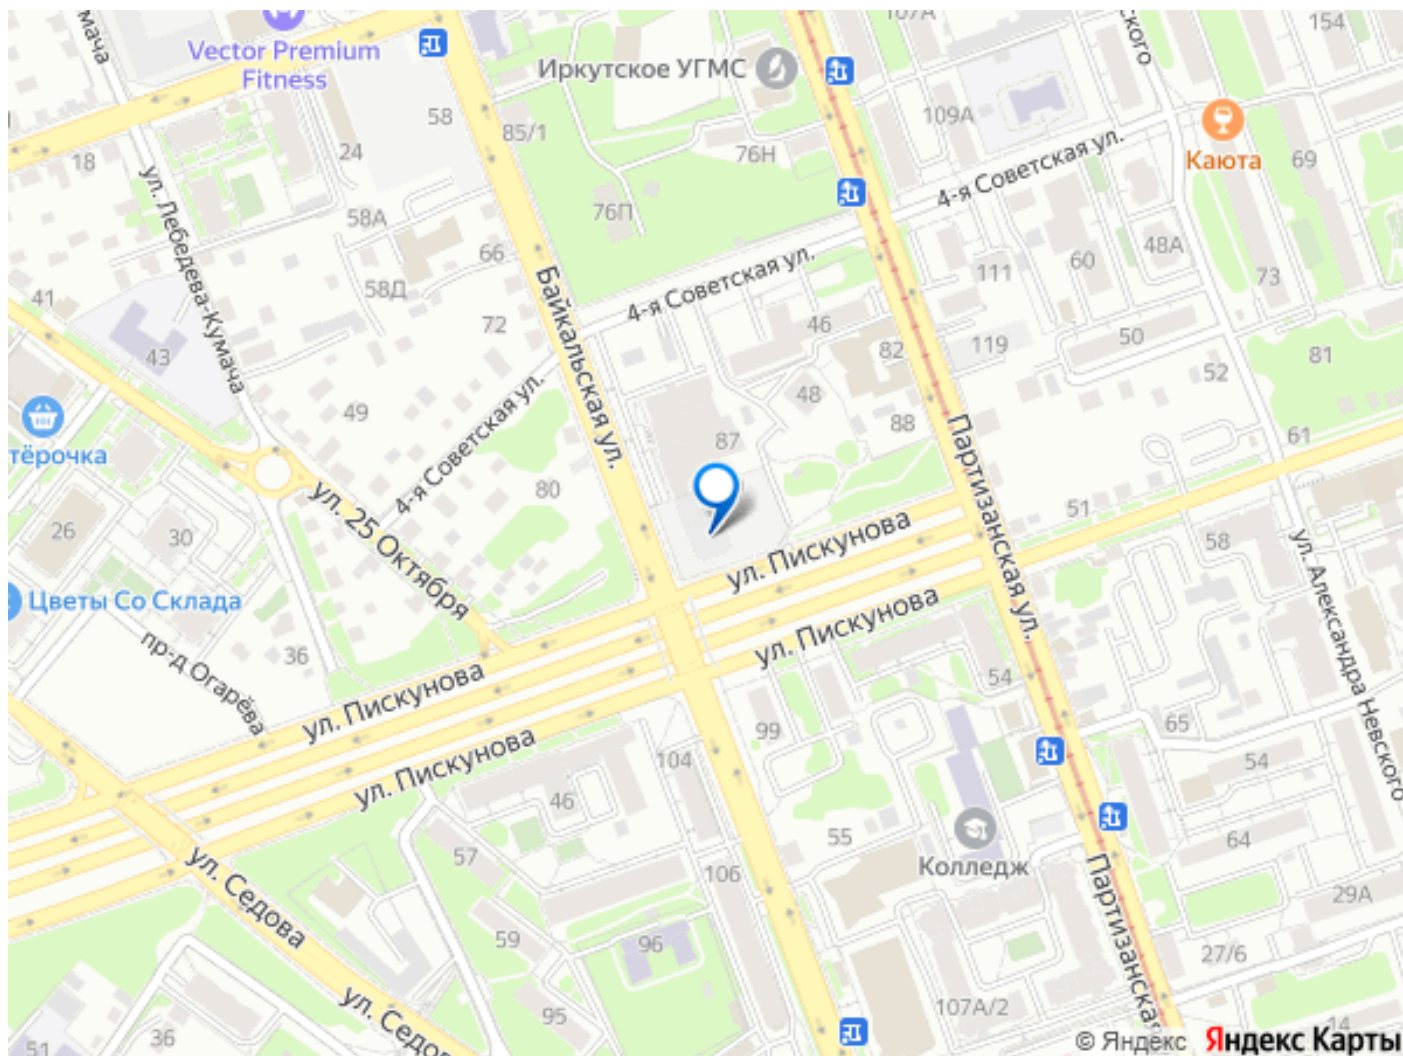 107А
ского
154
мача
Vector Premium
Fitness
Иркутское УГМС
58
85/1
109А
4-я Советская ул.
Каюта
69
18
24
76Н
76П
58А
66
58Д
ул. Лебедева-Кумача
Байкальская ул.
4-я Советская ул.
111
60
48А
73
41
43
72
46
82
119
50
52
81
49
4-я Советская ул.
48
88
87
61
тёрочка
80
Партизанская ул.
51
26
30
ул. 25 Октября
ул. Пискунова
58
ул. Александра Невского
Цветы Со Склада
ул. Пискунова
пр-д Огарёва
36
ул. Пискунова
54
65
99
104
ул. Пискунова
54
46
55
64
57
Колледж
106
ул. Седова
Партизанская
29А
59
96
27/6
95
107А/2
ул. Седо
36
51
14
© Яндекс Яндекс Карты